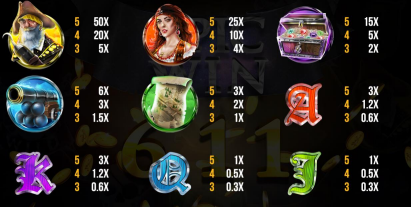 5 50X 5 25X 5 15X
4 20X 4 10X 4 5X
3 5X 3 4X 3 2X
5 6X 5 3X 5 3X
4 3X 4 2X A 4 1.2X
3 1.5X 3 1X 3 0.6X
5 3X 5 1X 5 1X
K 4 1.2X Q 4 0.5X J 4 0.5X
3 0.6X 3 0.3X 3 0.3X